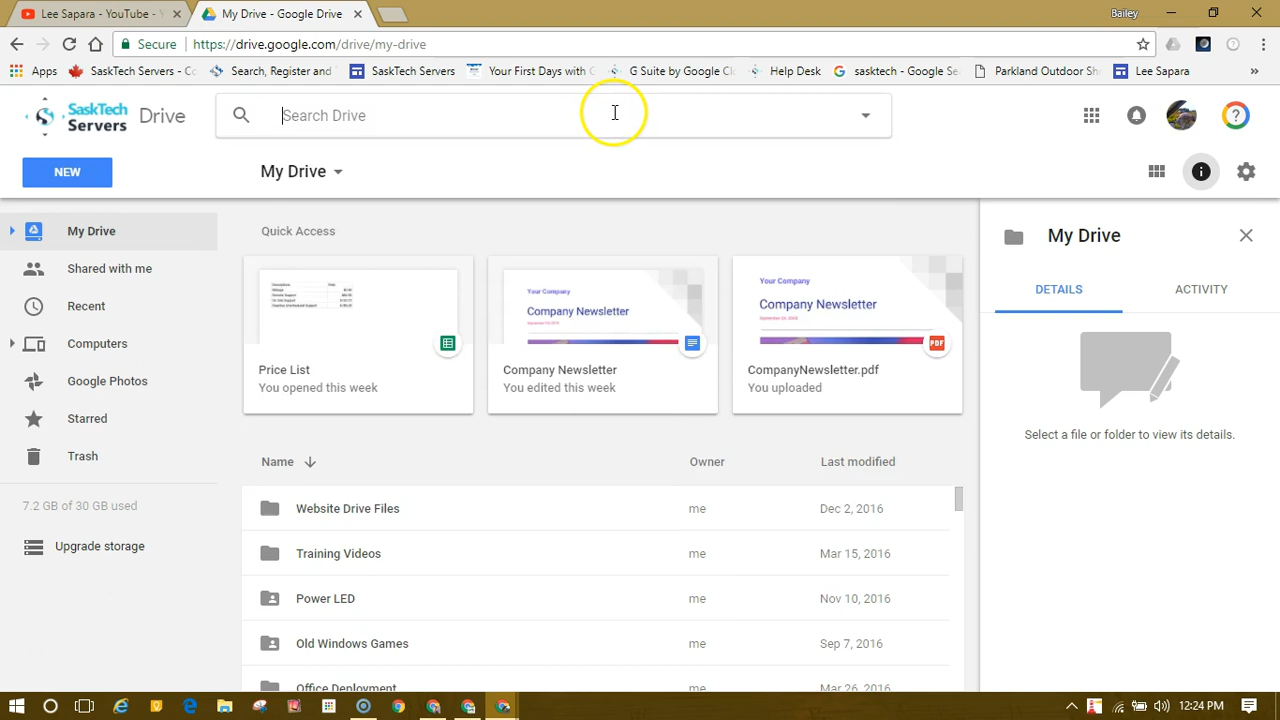 Lee Sapara - YouTube - Y
My Drive - Google Drive
Bailey
Secure
https://drive.google.com/drive/my-drive
Apps
SaskTech Servers - Co
Search, Register and T
SaskTech Servers
Your First Days with G
G Suite by Google Clo
Help Desk
sasktech - Google Se
Parkland Outdoor Sho
Lee Sapara
»
SaskTech
Servers
Drive
Search Drive
?
NEW
My Drive
My Drive
Shared with me
Recent
Computers
Google Photos
Starred
Trash
7.2 GB of 30 GB used
Upgrade storage
Quick Access
Price List
You opened this week
Your Company
Company Newsletter
Company Newsletter
You edited this week
Your Company
Company Newsletter
PDF
CompanyNewsletter.pdf
You uploaded
Name
Owner
Last modified
Website Drive Files
me
Dec 2, 2016
Training Videos
me
Mar 15, 2016
Power LED
me
Nov 10, 2016
Old Windows Games
me
Sep 7, 2016
Office Deployment
me
Mar 26, 2016
My Drive
DETAILS
ACTIVITY
Select a file or folder to view its details.
12:24 PM